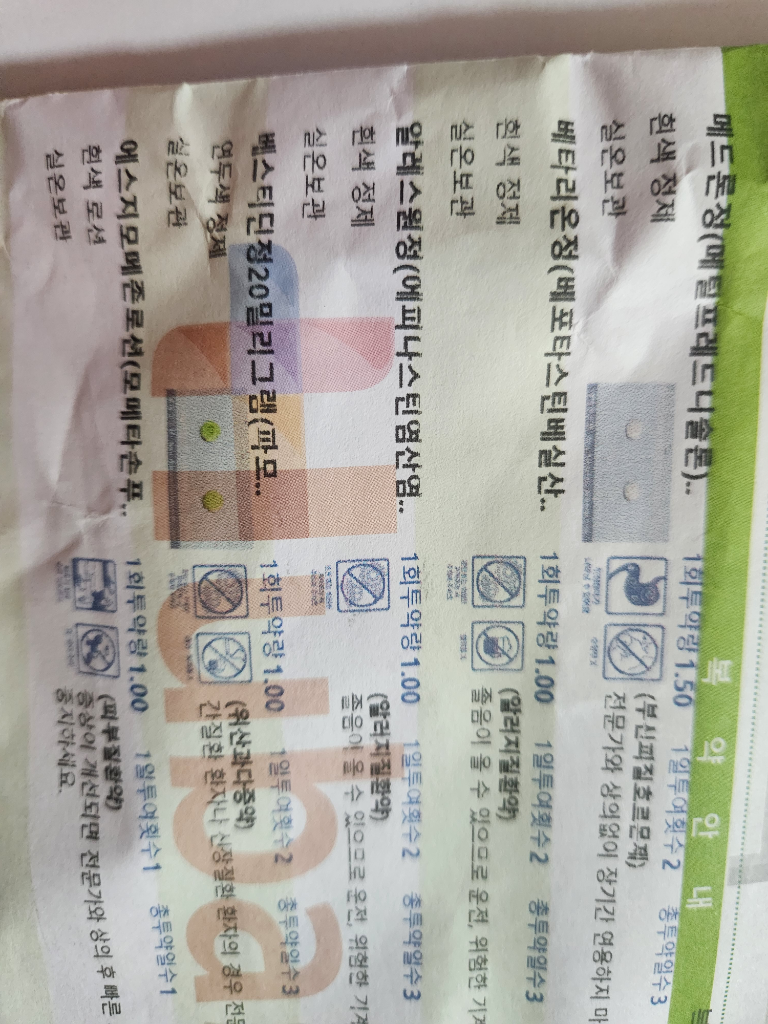 복약안내
메드론정(메틸프레드니솔론).. 1회투약량 1.50 1일투여횟수 2 총투약일수 3
흰색 정제 (부신피질호르몬제)
실온보관 전문가와 상의없이 장기간 연용하지 마
베타리온정(베포타스틴베실산.. 1회투약량 1.00 1일투여횟수 2 총투약일수 3
흰색 정제 (알러지질환약)
실온보관 졸음이 올 수 있으므로 운전, 위험한 기계
알레스원정(에피나스틴염산염.. 1회투약량 1.00 1일투여횟수 2 총투약일수 3
흰색 정제 (알러지질환약)
실온보관 졸음이 올 수 있으므로 운전, 위험한 기계
베스티딘정20밀리그램(파모.. 1회투약량 1.00 1일투여횟수 2 총투약일수 3
연두색 정제 (위산과다증약)
실온보관 간질환 환자나 신장질환 환자의 경우 전문
에스지모메존로션(모메타손푸.. 1회투약량 1.00 1일투여횟수 1 총투약일수 1
흰색 로션 (피부질환약)
실온보관 증상이 개선되면 전문가와 상의 후 빠른
중지하세요.